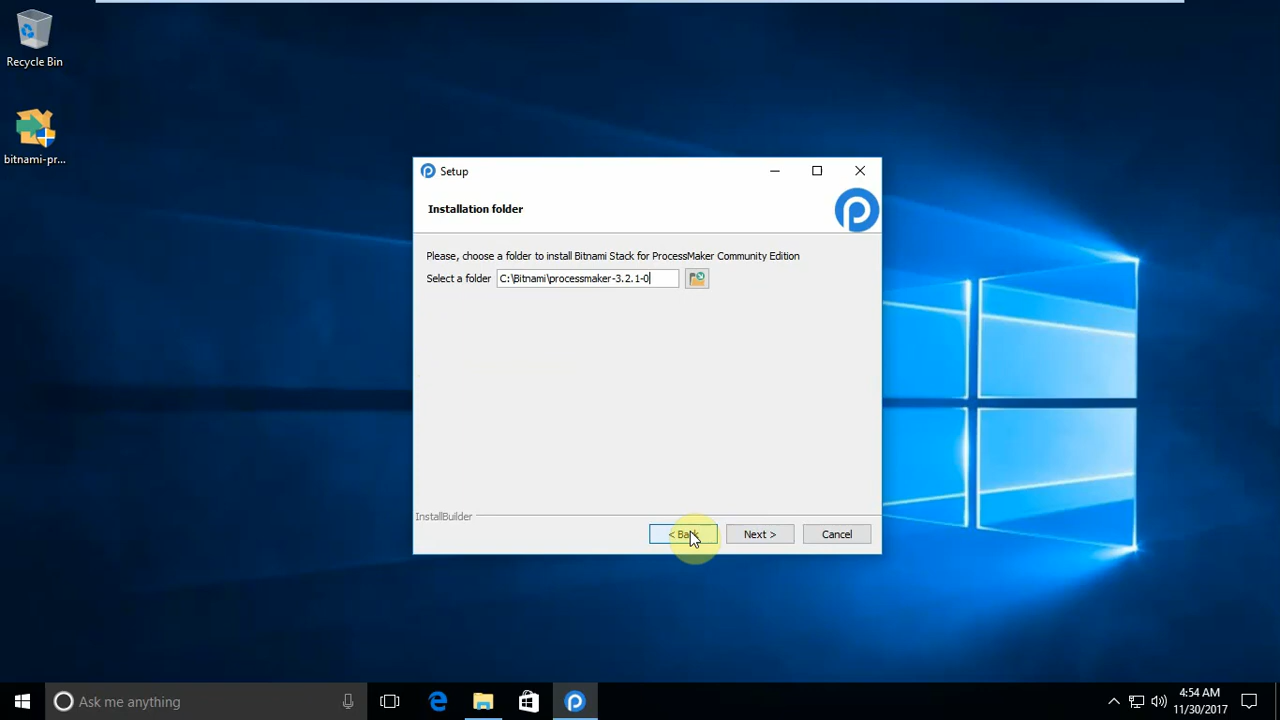 Recycle Bin
bitnami-pr...
Setup
Installation folder
Please, choose a folder to install Bitnami Stack for ProcessMaker Community Edition
Select a folder C:\Bitnami\processmaker-3.2.1-0
InstallBuilder
< Back Next > Cancel
Ask me anything
4:54 AM
11/30/2017